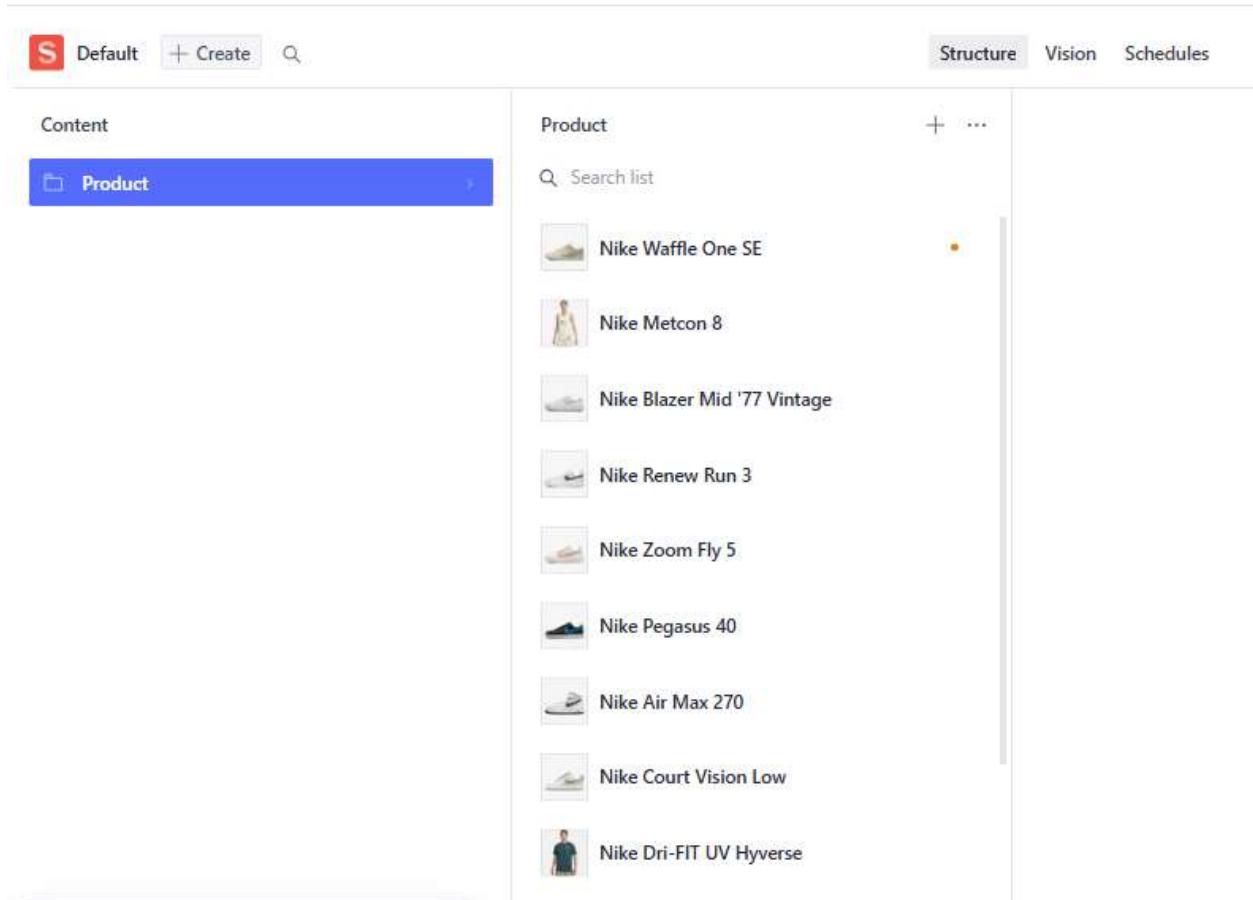 S Default + Create Structure Vision Schedules
Content
Product
Product + ...
Search list
Nike Waffle One SE
Nike Metcon 8
Nike Blazer Mid '77 Vintage
Nike Renew Run 3
Nike Zoom Fly 5
Nike Pegasus 40
Nike Air Max 270
Nike Court Vision Low
Nike Dri-FIT UV Hyverse